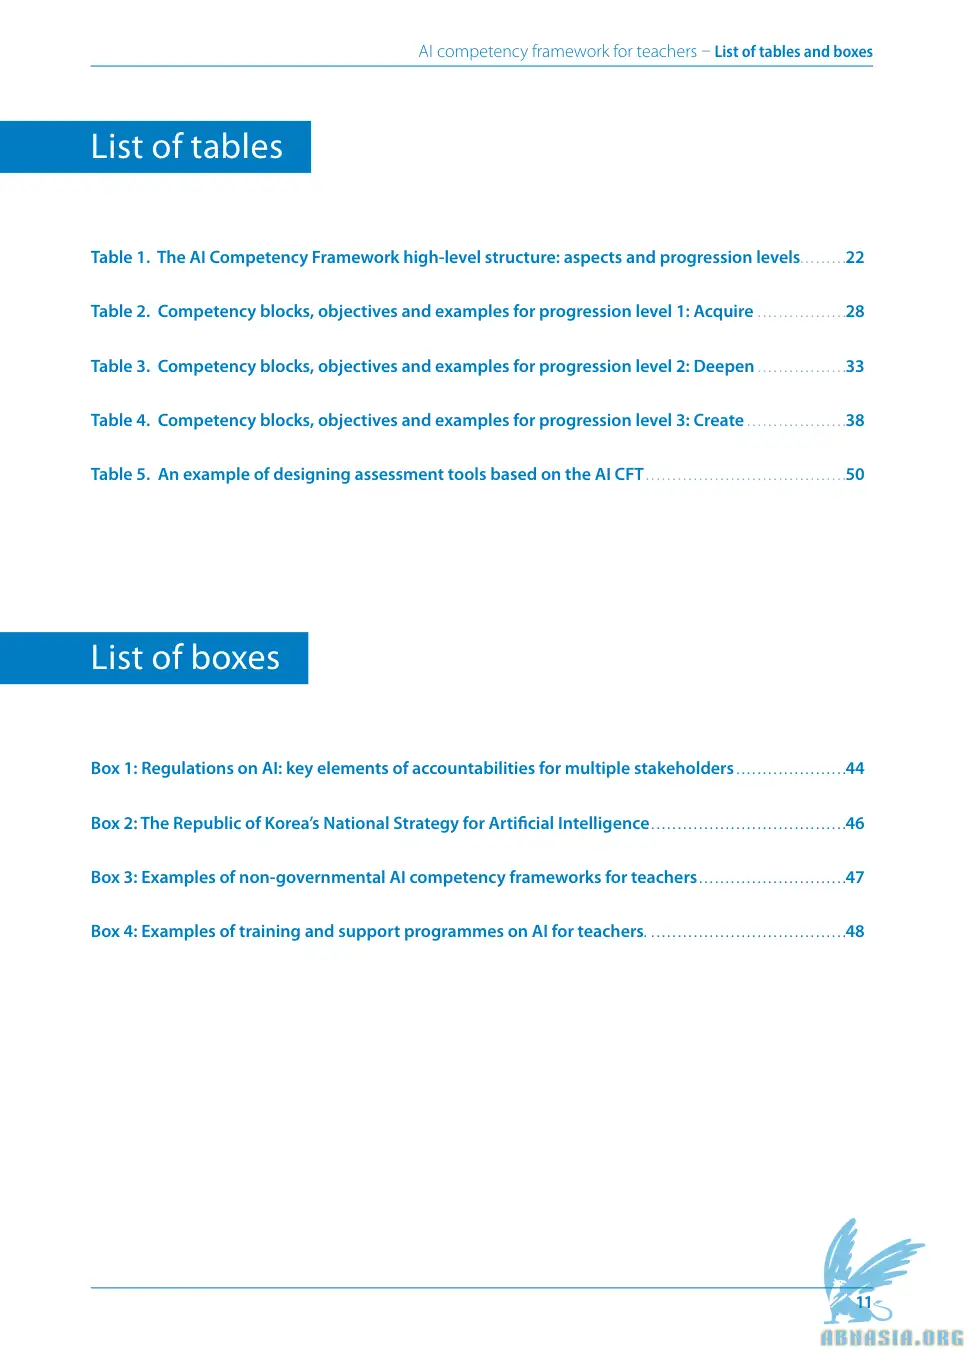 AI competency framework for teachers – List of tables and boxes
List of tables
Table 1. The AI Competency Framework high-level structure: aspects and progression levels.........22
Table 2. Competency blocks, objectives and examples for progression level 1: Acquire .................28
Table 3. Competency blocks, objectives and examples for progression level 2: Deepen .................33
Table 4. Competency blocks, objectives and examples for progression level 3: Create ...................38
Table 5. An example of designing assessment tools based on the AI CFT......................................50
List of boxes
Box 1: Regulations on AI: key elements of accountabilities for multiple stakeholders.....................44
Box 2: The Republic of Korea’s National Strategy for Artificial Intelligence.....................................46
Box 3: Examples of non-governmental AI competency frameworks for teachers............................47
Box 4: Examples of training and support programmes on AI for teachers. .....................................48
11
ABNASIA.ORG